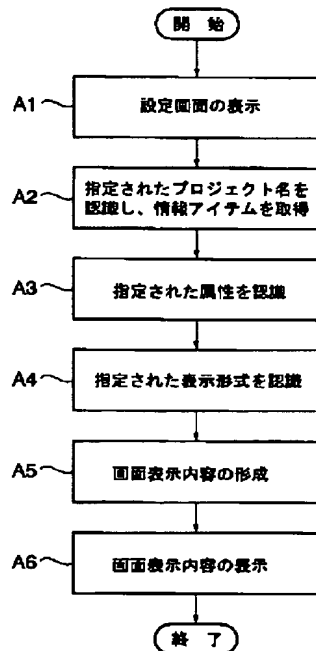 開 始
A1
設定画面の表示
A2
指定されたプロジェクト名を
認識し、情報アイテムを取得
A3
指定された属性を認識
A4
指定された表示形式を認識
A5
画面表示内容の形成
A6
画面表示内容の表示
終 了